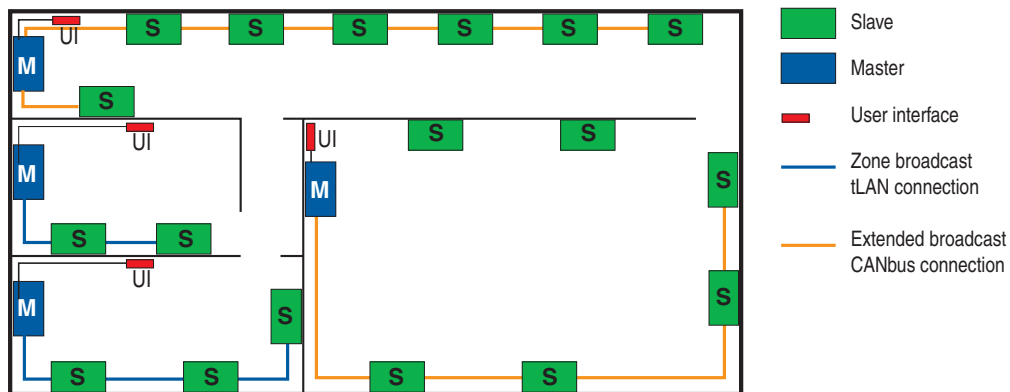 UI
S
S
S
S
S
S
M
S
UI
M
S
S
UI
M
S
S
S
UI
M
S
S
S
S
S
S
Slave
Master
User interface
Zone broadcast
tLAN connection
Extended broadcast
CANbus connection